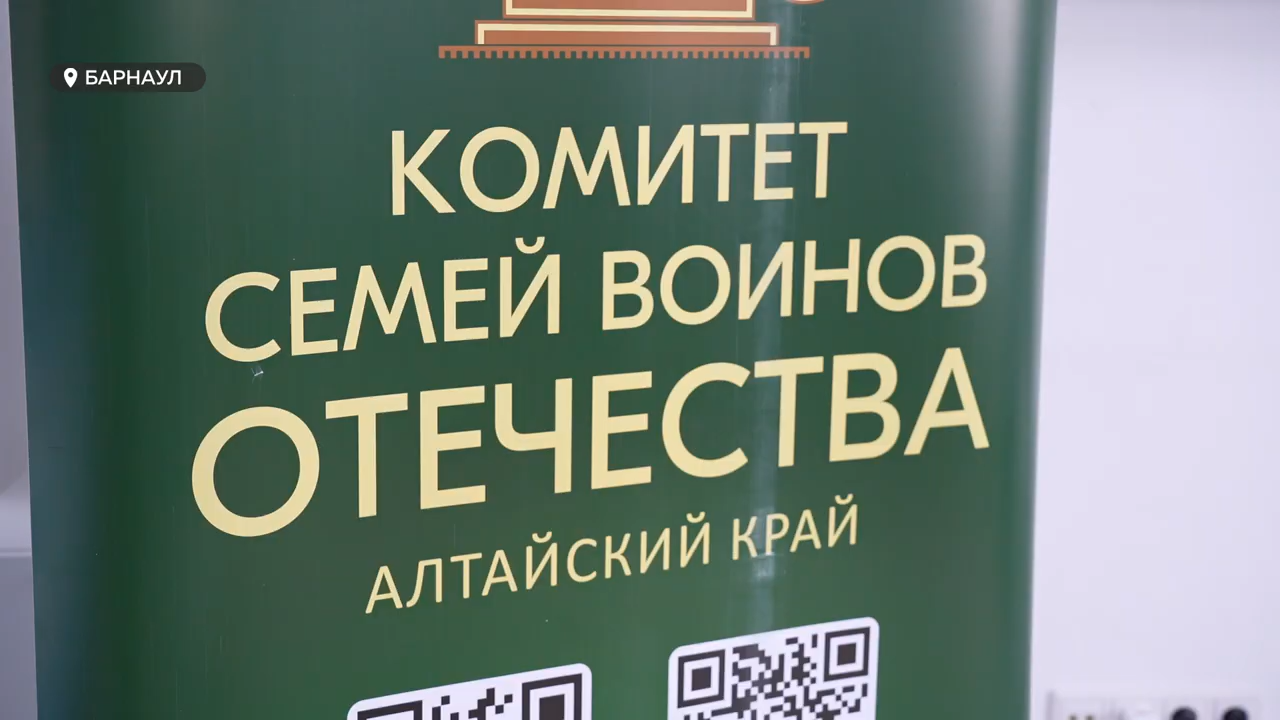 БАРНАУЛ
КОМИТЕТ
СЕМЕЙ ВОИНОВ
ОТЕЧЕСТВА
АЛТАЙСКИЙ КРАЙ